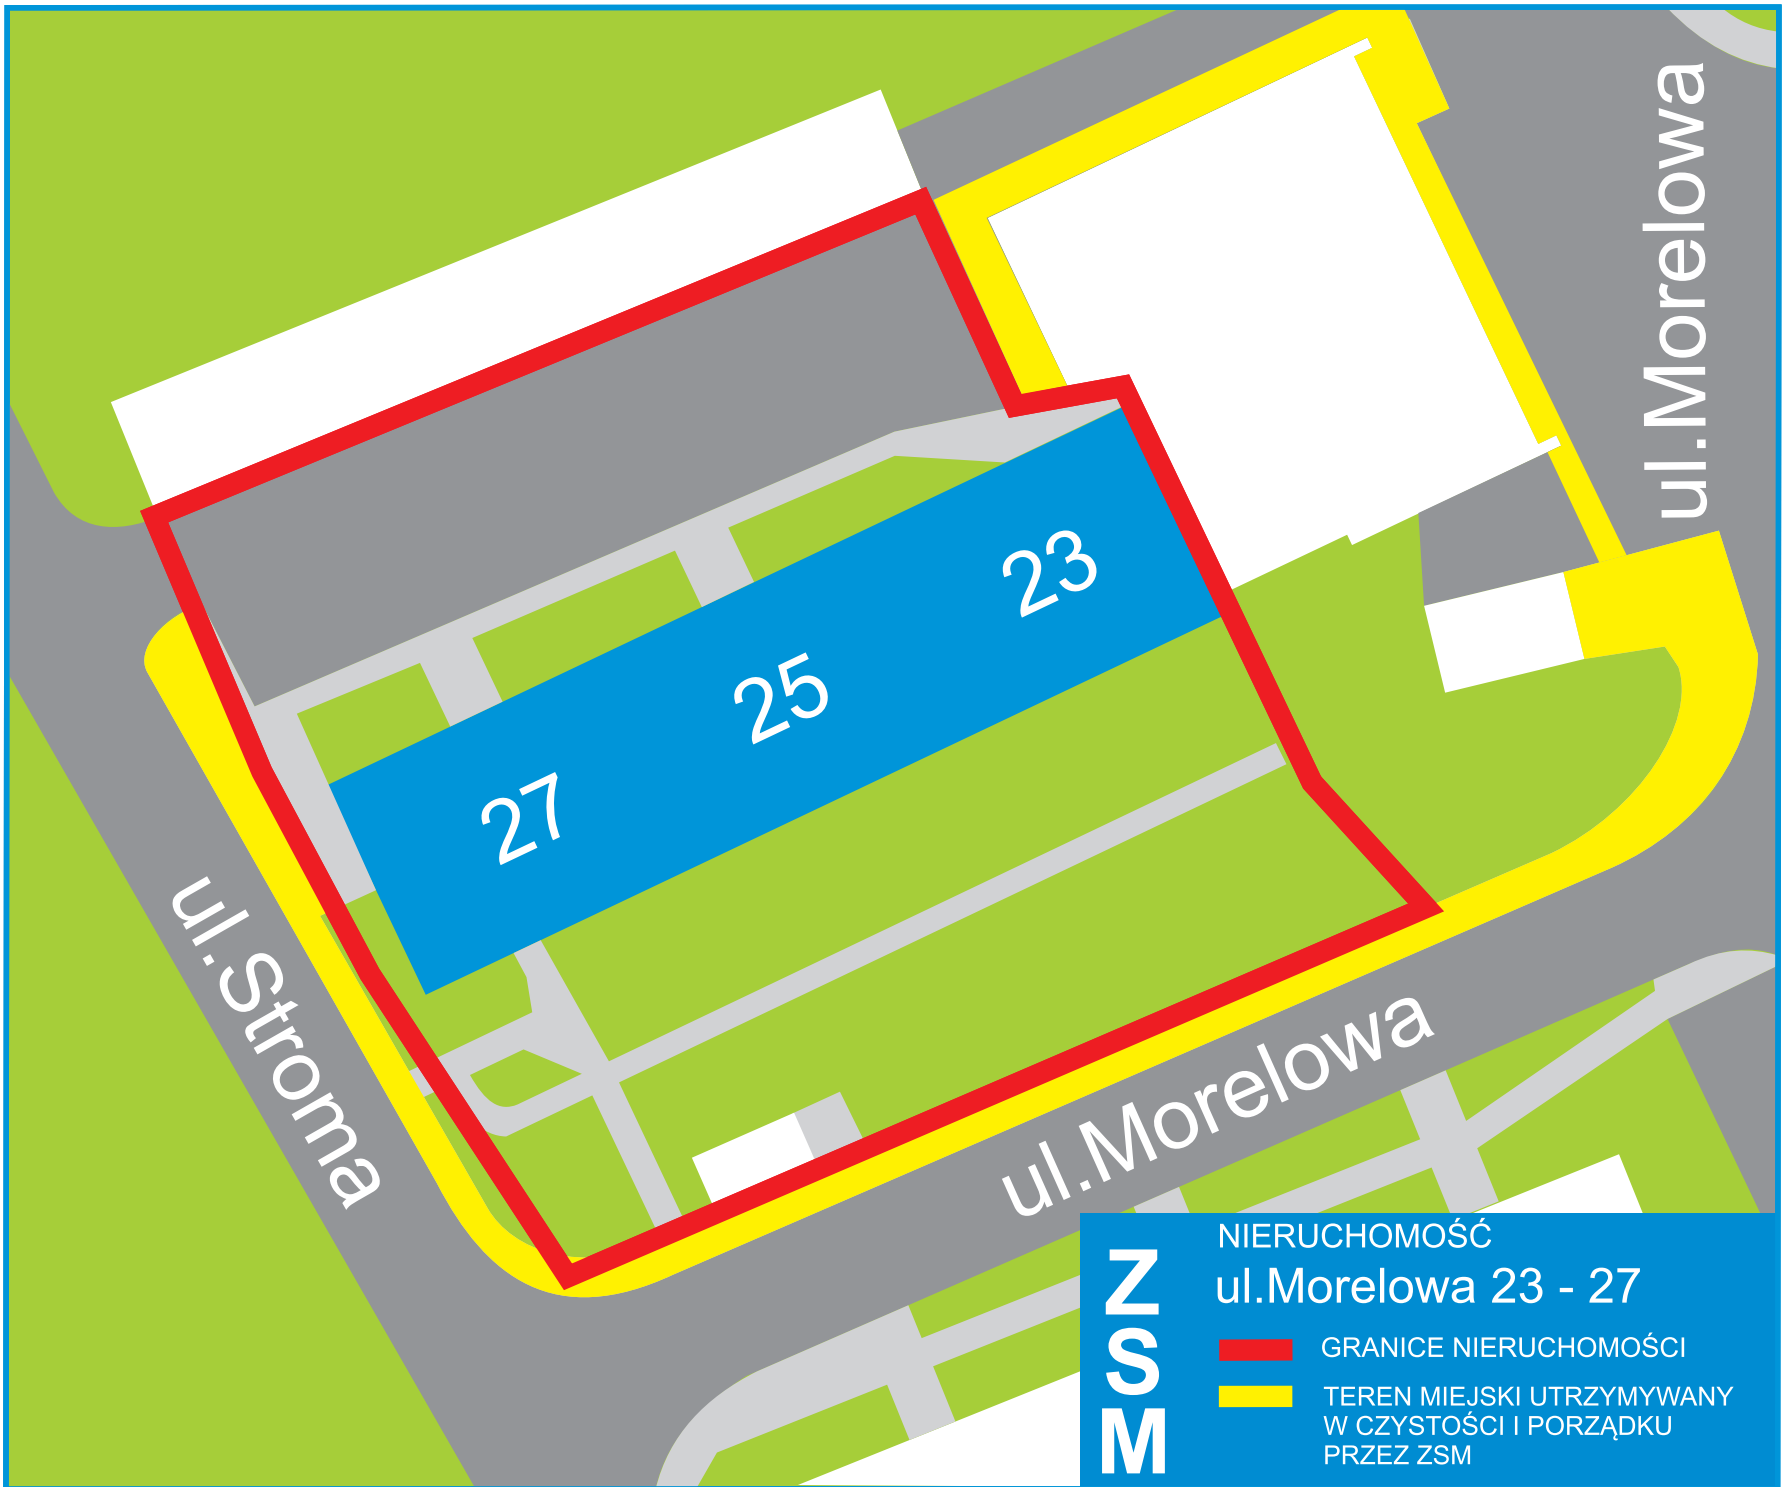 ul.Morelowa
23
25
27
ul.Stroma
ul.Morelowa
Z
S
M
NIERUCHOMOŚĆ
ul.Morelowa 23 - 27
GRANICE NIERUCHOMOŚCI
TEREN MIEJSKI UTRZYMYWANY
W CZYSTOŚCI I PORZĄDKU
PRZEZ ZSM